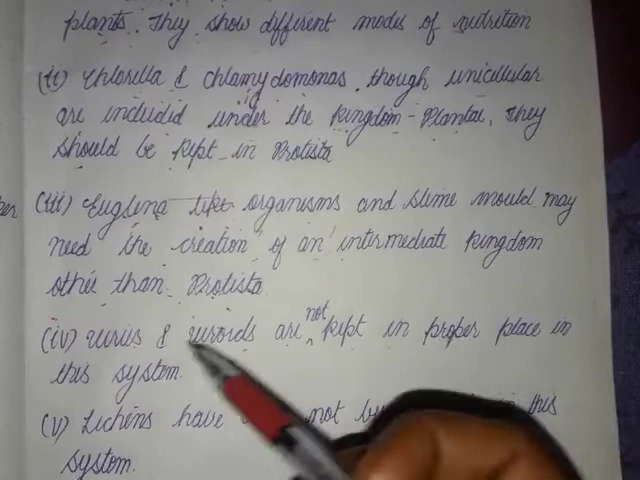 plants. They show different modes of nutrition
(ii) Chlorella & Chlamydomonas, though unicellular
are included under the kingdom - Plantae, They
should be kept in Protista
per
(iii) Euglena like organisms and slime mould may
need the creation of an intermediate kingdom
other than Protista.
(iv) virus & viroids are not kept in proper place in
this system.
(v) Lichens have not this
system.